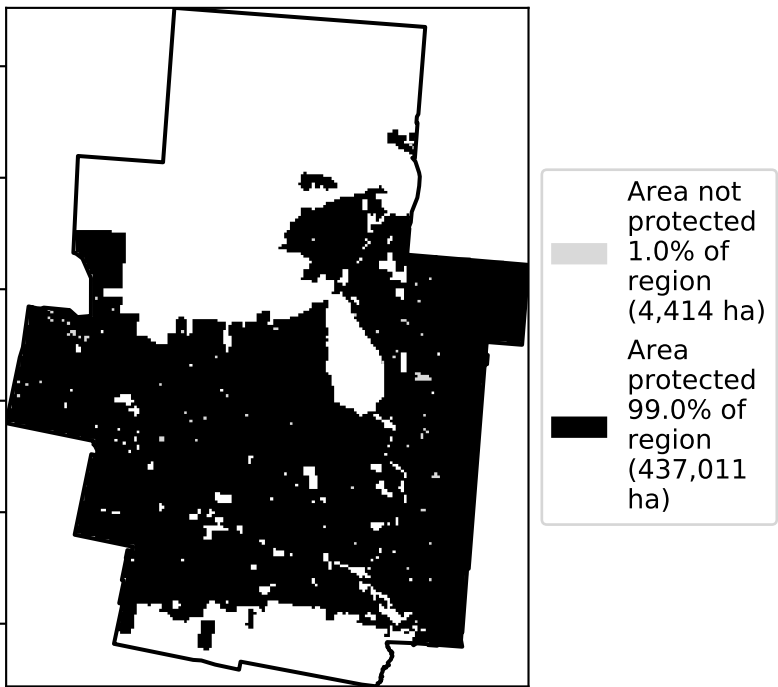 Area not
protected
1.0% of
region
(4,414 ha)
Area
protected
99.0% of
region
(437,011
ha)